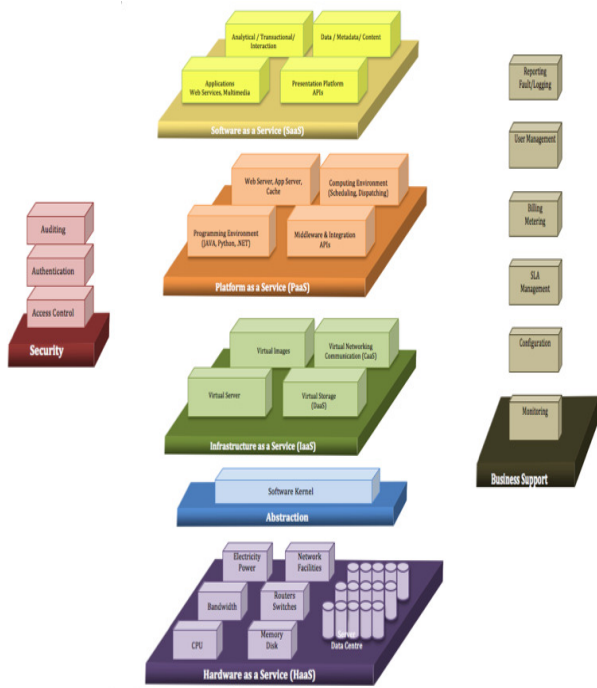 Analytical / Transactional/
Interaction
Data / Metadata/ Content
Applications
Web Services, Multimedia
Presentation Platform
APIs
Software as a Service (SaaS)
Web Server, App Server,
Cache
Computing Environment
(Scheduling, Dispatching)
Programming Environment
(JAVA, Python, .NET)
Middleware & Integration
APIs
Platform as a Service (PaaS)
Auditing
Authentication
Access Control
Security
Virtual Images
Virtual Networking
Communication (CaaS)
Virtual Server
Virtual Storage
(DaaS)
Infrastructure as a Service (IaaS)
Software Kernel
Abstraction
Electricity
Power
Network
Facilities
Bandwidth
Routers
Switches
CPU
Memory
Disk
Server
Data Centre
Hardware as a Service (HaaS)
Reporting
Fault/Logging
User Management
Billing
Metering
SLA
Management
Configuration
Monitoring
Business Support